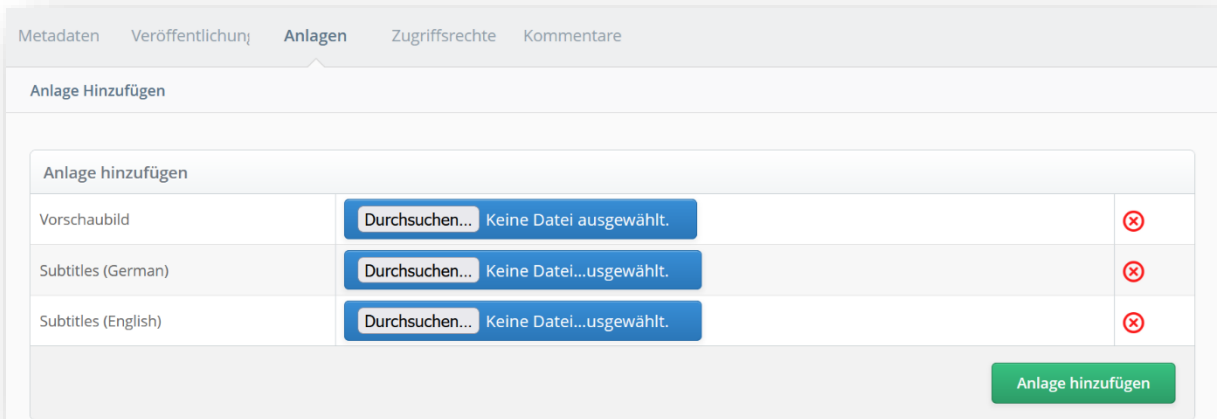 Metadaten Veröffentlichung Anlagen Zugriffsrechte Kommentare
Anlage Hinzufügen
Anlage hinzufügen
Vorschaubild Durchsuchen... Keine Datei ausgewählt.
Subtitles (German) Durchsuchen... Keine Datei...usgewählt.
Subtitles (English) Durchsuchen... Keine Datei...usgewählt.
Anlage hinzufügen